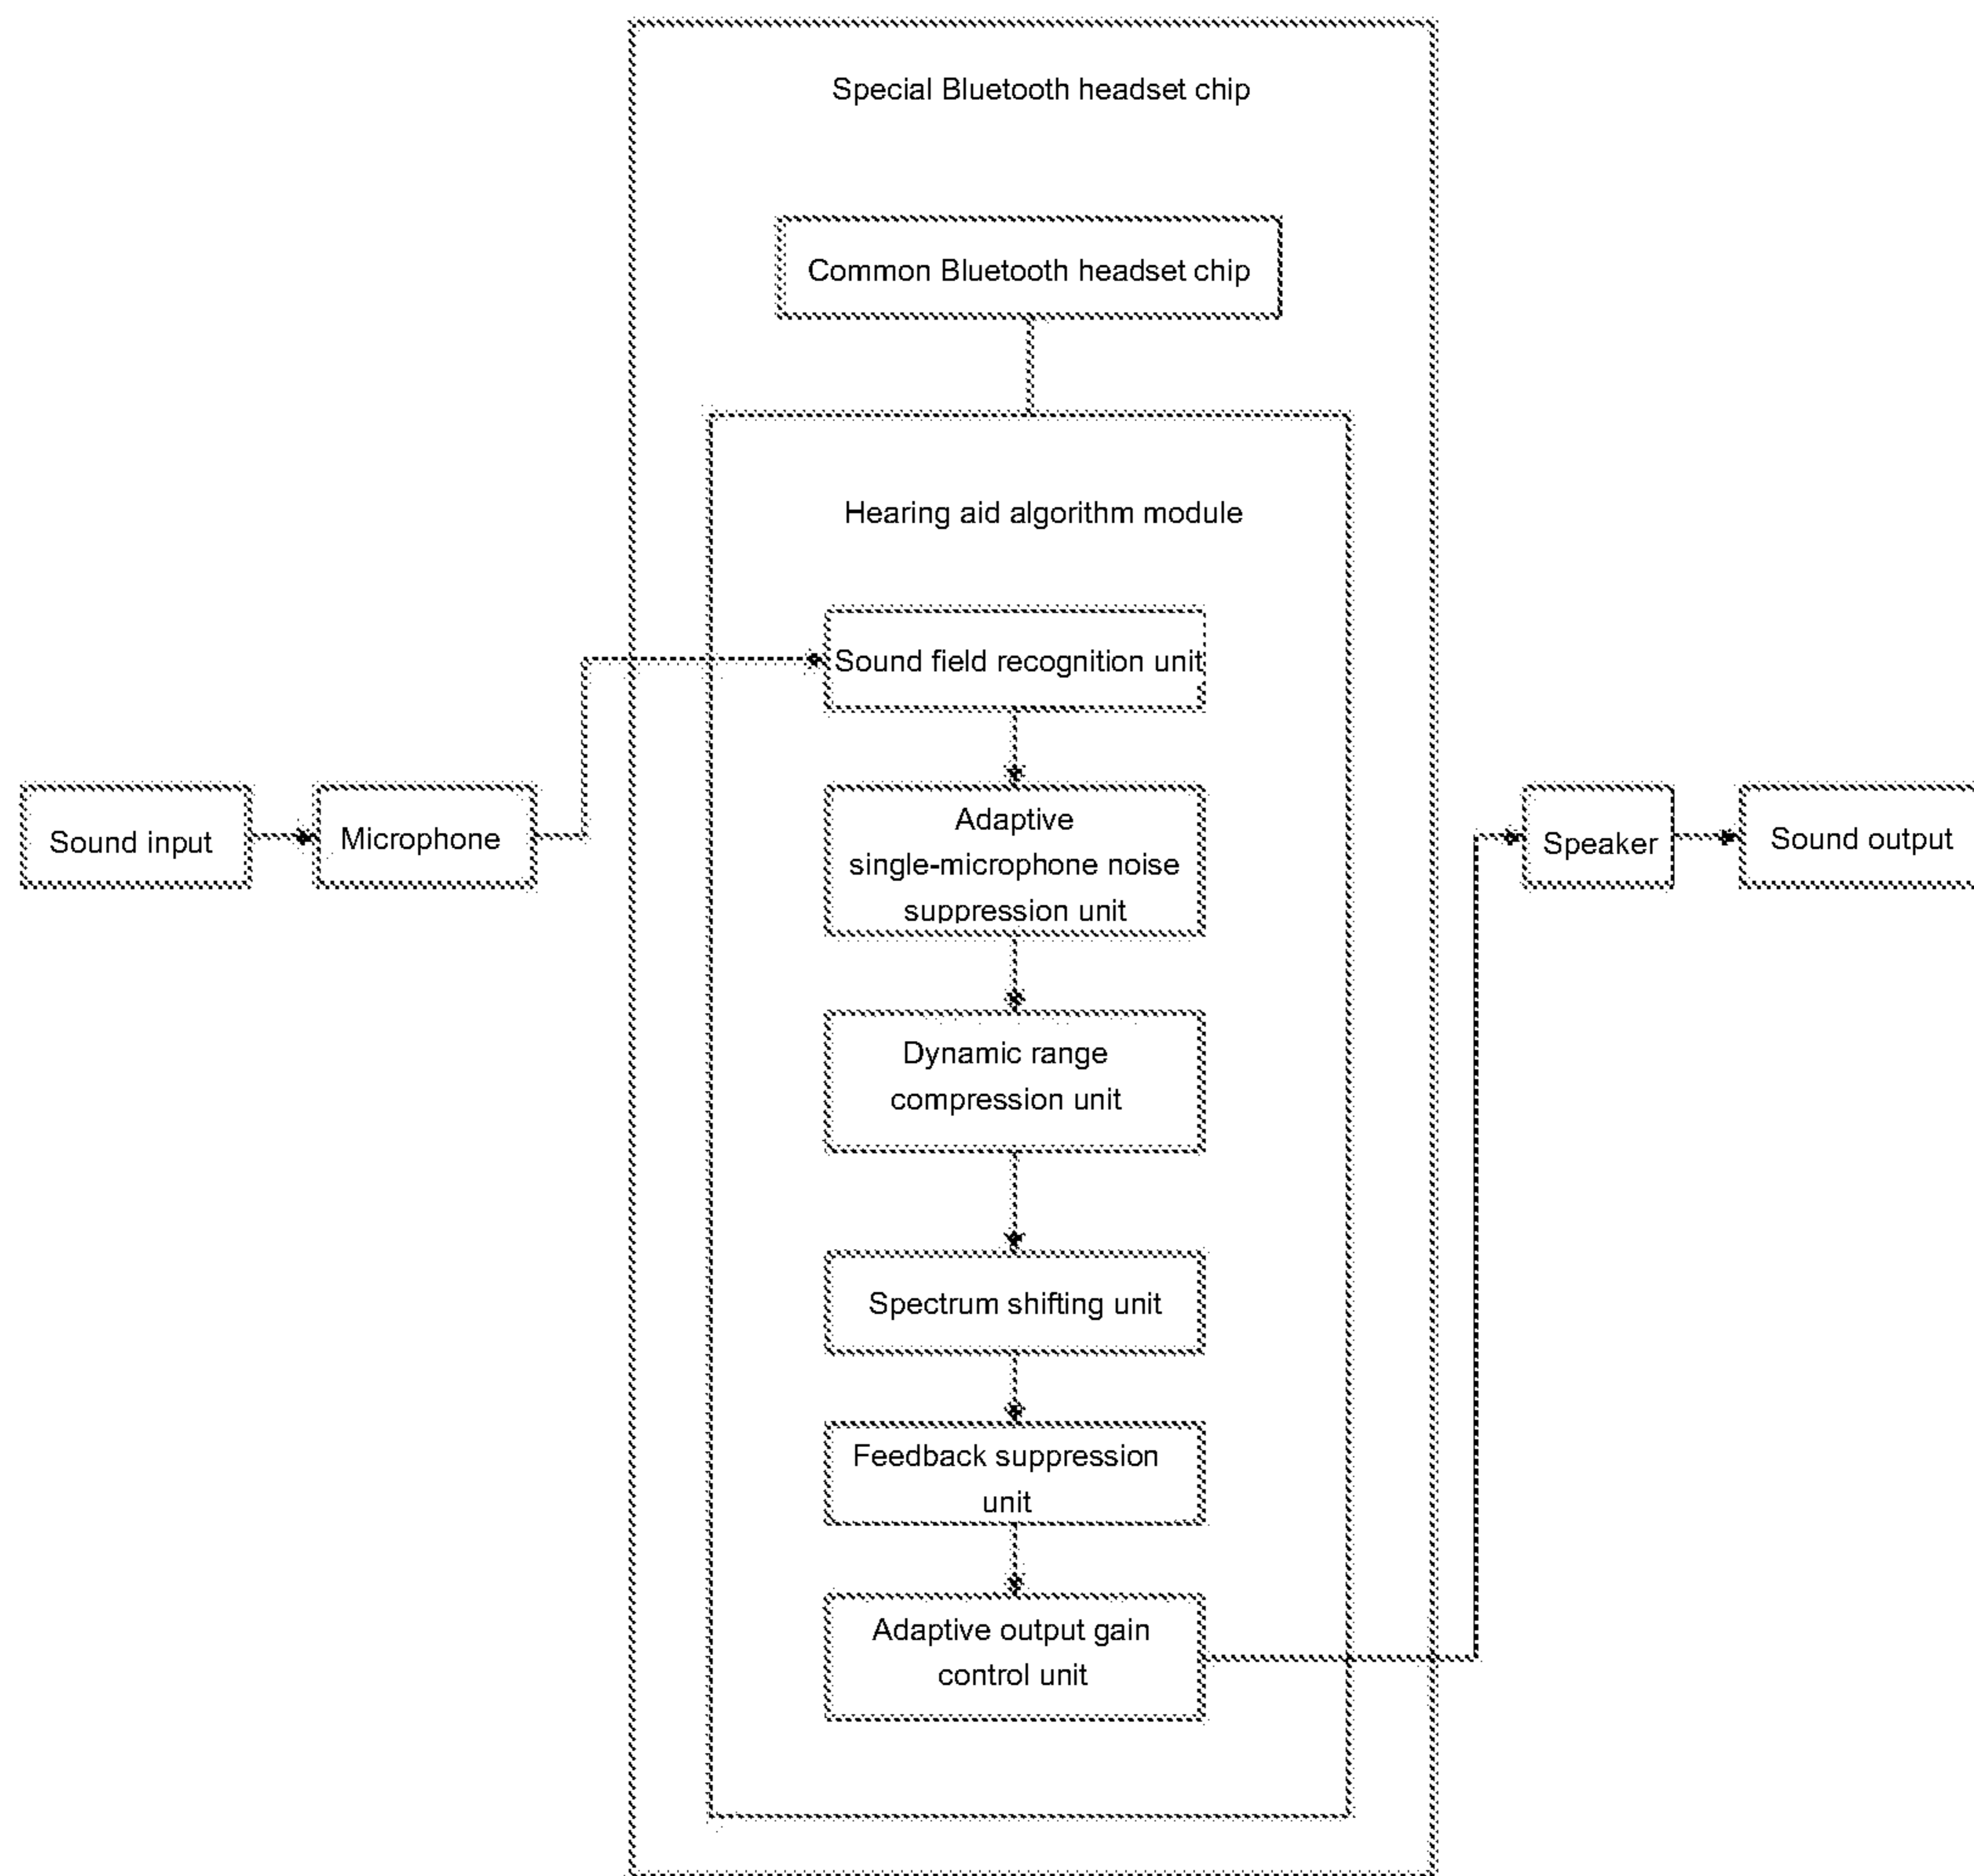 Special Bluetooth headset chip
Common Bluetooth headset chip
Hearing aid algorithm module
Sound field recognition unit
Sound input
Microphone
Adaptive
single-microphone noise
suppression unit
Speaker
Sound output
Dynamic range
compression unit
Spectrum shifting unit
Feedback suppression
unit
Adaptive output gain
control unit